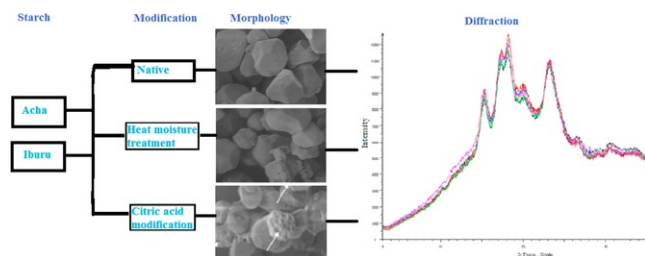 Starch
Modification
Morphology
Diffraction
Native
Acha
Heat moisture
treatment
Iburu
Citric acid
modification
Intensity